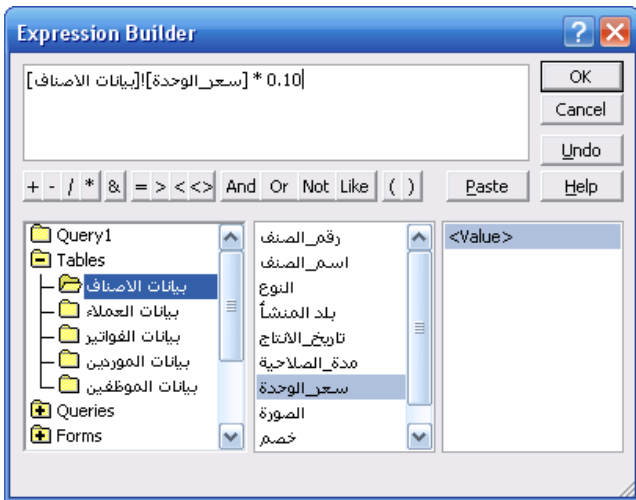 Expression Builder
[بيانات الاصناف]![سعر_الوحدة] * 0.10
OK
Cancel
Undo
+ - / * & = > < <> And Or Not Like ( ) Paste Help
Query1
Tables
بيانات الاصناف
بيانات العملاء
بيانات الفواتير
بيانات الموردين
بيانات الموظفين
Queries
Forms
رقم_الصنف
اسم_الصنف
النوع
بلد المنشأ
تاريخ_الانتاج
مدة_الصلاحية
سعر_الوحدة
الصورة
خصم
<Value>